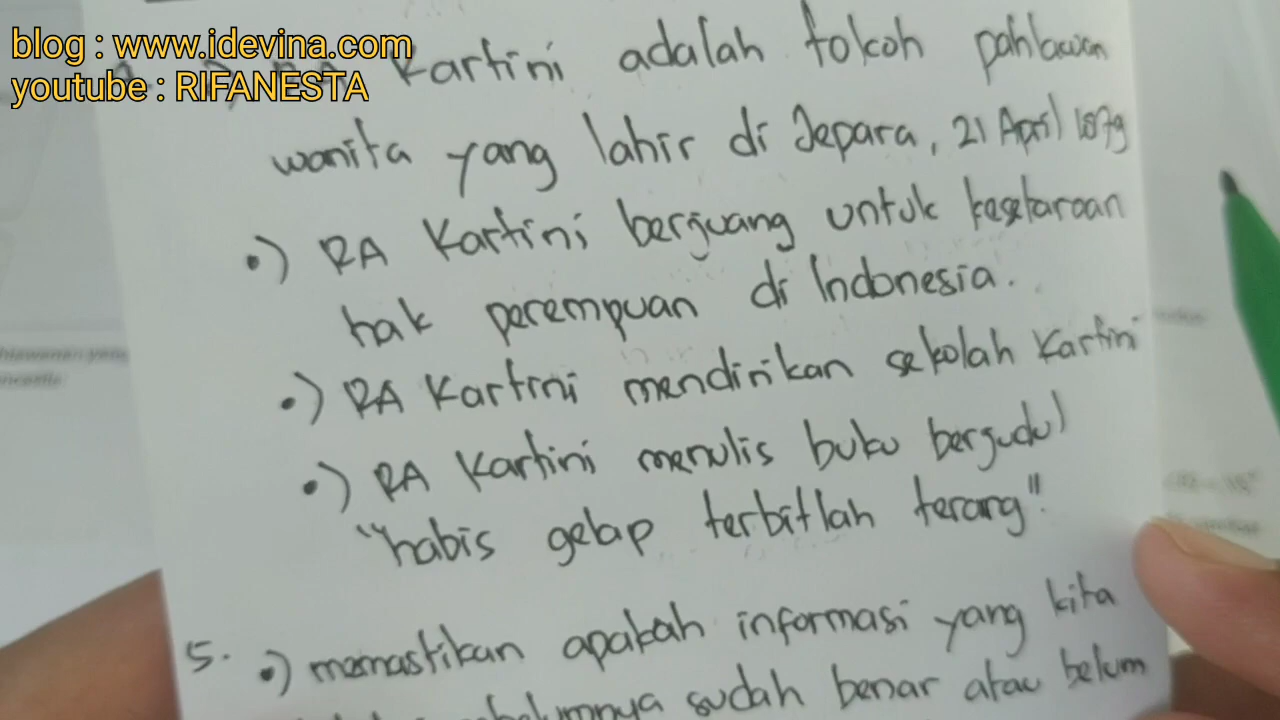 blog : www.idevina.com
youtube : RIFANESTA
Kartini adalah tokoh pahlawan
wanita yang lahir di Jepara, 21 April 1879
•) RA Kartini berjuang untuk kesetaraan
hak perempuan di Indonesia.
•) RA Kartini mendirikan sekolah Kartini
•) RA Kartini menulis buku berjudul
"habis gelap terbitlah terang"
5. •) memastikan apakah informasi yang kita
sudah benar atau belum